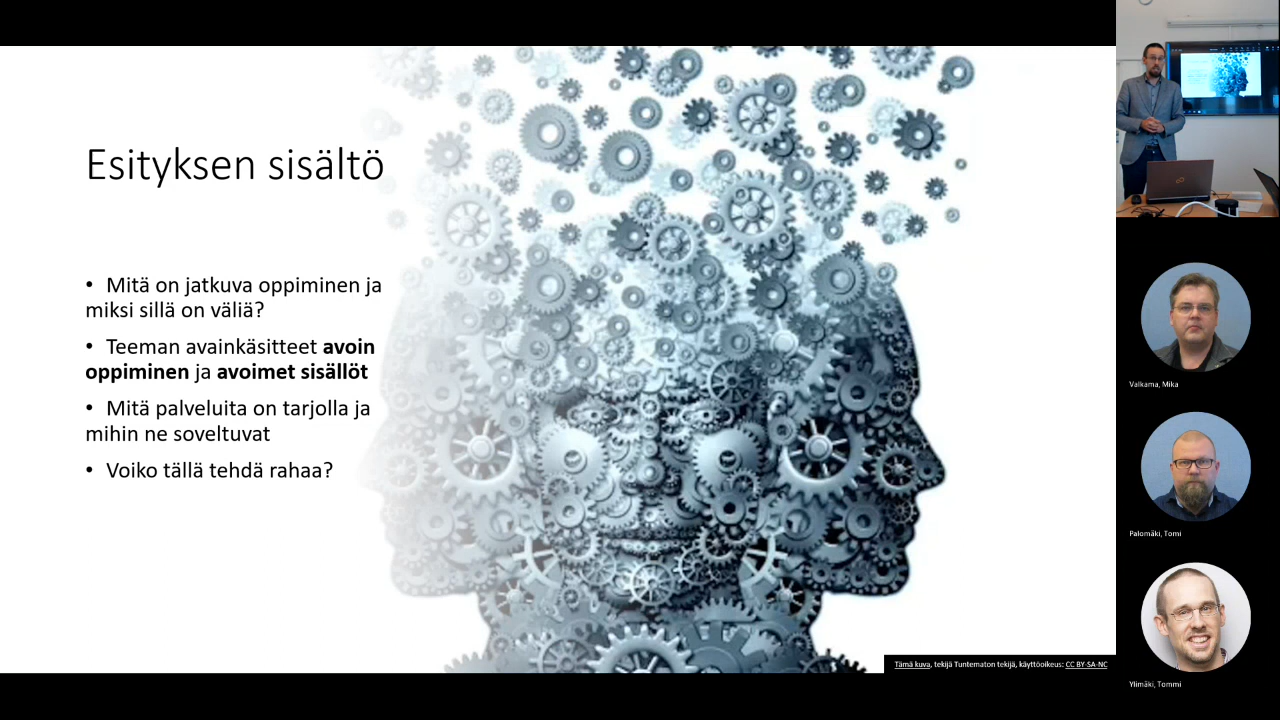 Esityksen sisältö
• Mitä on jatkuva oppiminen ja
miksi sillä on väliä?
• Teeman avainkäsitteet avoin
oppiminen ja avoimet sisällöt
• Mitä palveluita on tarjolla ja
mihin ne soveltuvat
• Voiko tällä tehdä rahaa?
Tämä kuva, tekijä Tuntematon tekijä, käyttöoikeus: CC BY-SA-NC
Valkama, Mika
Palomäki, Tomi
Ylimäki, Tommi